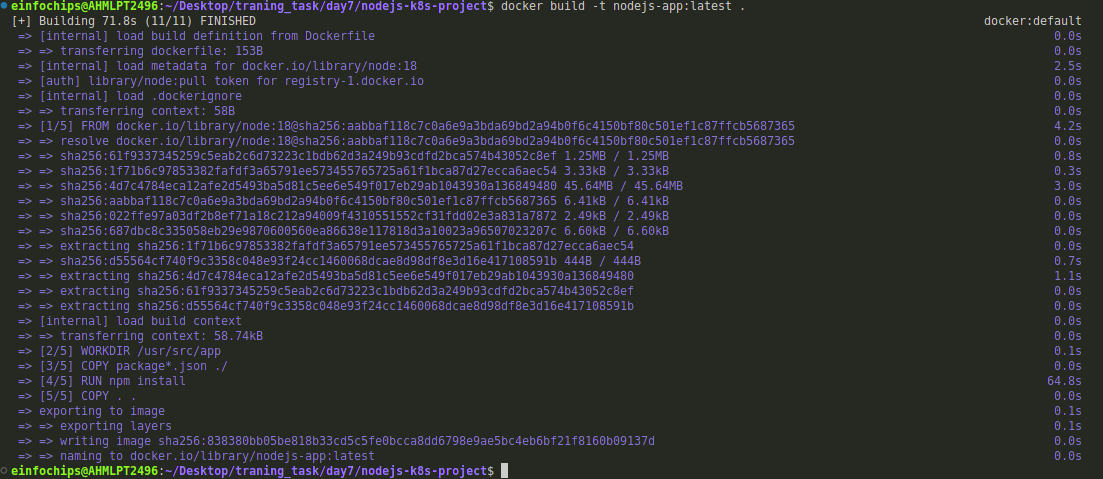 einfochips@AHMLPT2496:~/Desktop/traning_task/day7/nodejs-k8s-project$ docker build -t nodejs-app:latest .
[+] Building 71.8s (11/11) FINISHED docker:default
=> [internal] load build definition from Dockerfile 0.0s
=> => transferring dockerfile: 153B 0.0s
=> [internal] load metadata for docker.io/library/node:18 2.5s
=> [auth] library/node:pull token for registry-1.docker.io 0.0s
=> [internal] load .dockerignore 0.0s
=> => transferring context: 58B 0.0s
=> [1/5] FROM docker.io/library/node:18@sha256:aabbaf118c7c0a6e9a3bda69bd2a94b0f6c4150bf80c501ef1c87ffcb5687365 4.2s
=> => resolve docker.io/library/node:18@sha256:aabbaf118c7c0a6e9a3bda69bd2a94b0f6c4150bf80c501ef1c87ffcb5687365 0.0s
=> => sha256:61f9337345259c5eab2c6d73223c1bdb62d3a249b93cdfd2bca574b43052c8ef 1.25MB / 1.25MB 0.8s
=> => sha256:1f71b6c97853382fafdf3a65791ee573455765725a61f1bca87d27ecca6aec54 3.33kB / 3.33kB 0.3s
=> => sha256:4d7c4784eca12afe2d5493ba5d81c5ee6e549f017eb29ab1043930a136849480 45.64MB / 45.64MB 3.0s
=> => sha256:aabbaf118c7c0a6e9a3bda69bd2a94b0f6c4150bf80c501ef1c87ffcb5687365 6.41kB / 6.41kB 0.0s
=> => sha256:022ffe97a03df2b8ef71a18c212a94009f4310551552cf31fdd02e3a831a7872 2.49kB / 2.49kB 0.0s
=> => sha256:687dbc8c335058eb29e9870600560ea86638e117818d3a10023a96507023207c 6.60kB / 6.60kB 0.0s
=> => extracting sha256:1f71b6c97853382fafdf3a65791ee573455765725a61f1bca87d27ecca6aec54 0.0s
=> => sha256:d55564cf740f9c3358c048e93f24cc1460068dcae8d98df8e3d16e417108591b 444B / 444B 0.7s
=> => extracting sha256:4d7c4784eca12afe2d5493ba5d81c5ee6e549f017eb29ab1043930a136849480 1.1s
=> => extracting sha256:61f9337345259c5eab2c6d73223c1bdb62d3a249b93cdfd2bca574b43052c8ef 0.0s
=> => extracting sha256:d55564cf740f9c3358c048e93f24cc1460068dcae8d98df8e3d16e417108591b 0.0s
=> [internal] load build context 0.0s
=> => transferring context: 58.74kB 0.0s
=> [2/5] WORKDIR /usr/src/app 0.1s
=> [3/5] COPY package*.json ./ 0.0s
=> [4/5] RUN npm install 64.8s
=> [5/5] COPY . . 0.0s
=> exporting to image 0.1s
=> => exporting layers 0.1s
=> => writing image sha256:838380bb05be818b33cd5c5fe0bcca8dd6798e9ae5bc4eb6bf21f8160b09137d 0.0s
=> => naming to docker.io/library/nodejs-app:latest 0.0s
einfochips@AHMLPT2496:~/Desktop/traning_task/day7/nodejs-k8s-project$